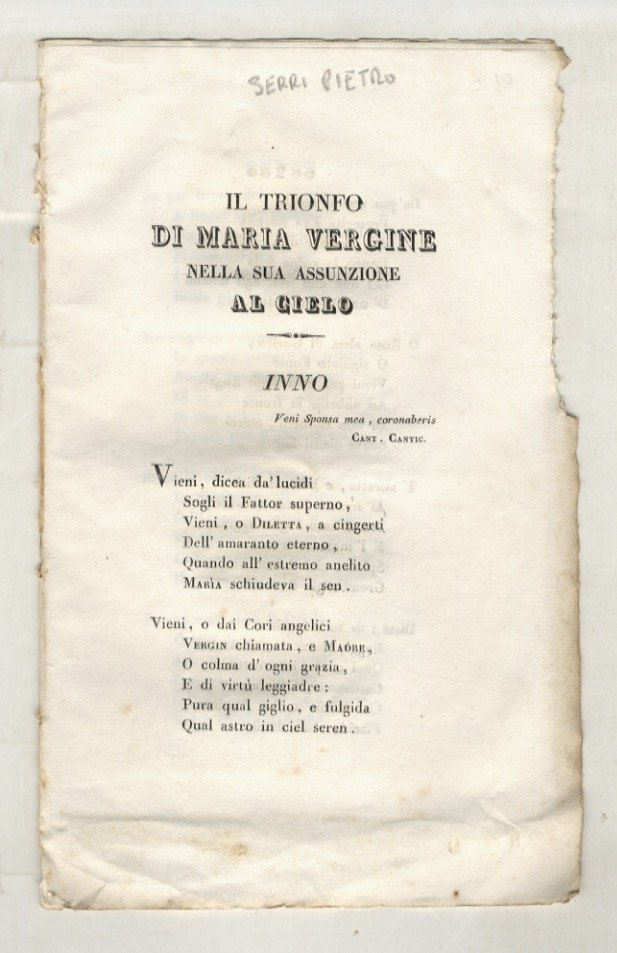 SERRI PIETRO
IL TRIONFO
DI MARIA VERGINE
NELLA SUA ASSUNZIONE
AL CIELO
INNO
Veni Sponsa mea, coronaberis
CANT. CANTIC.
Vieni, dicea da' lucidi
Sogli il Fattor superno,
Vieni, o DILETTA, a cingerti
Dell' amaranto eterno,
Quando all' estremo anelito
MARÌA schiudeva il sen.
Vieni, o dai Cori angelici
VERGIN chiamata, e MADRE,
O colma d' ogni grazia,
E di virtù leggiadre:
Pura qual giglio, e fulgida
Qual astro in ciel seren.